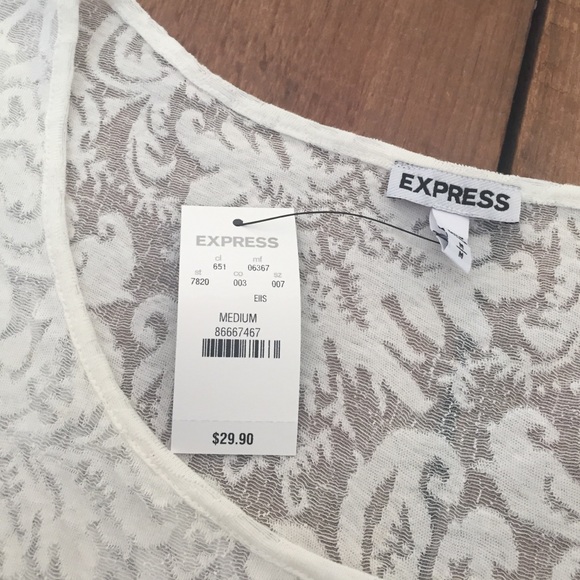 EXPRESS
EXPRESS
cl mf
651 06367
st co sz
7820 003 007
EIIS
MEDIUM
86667467
$29.90